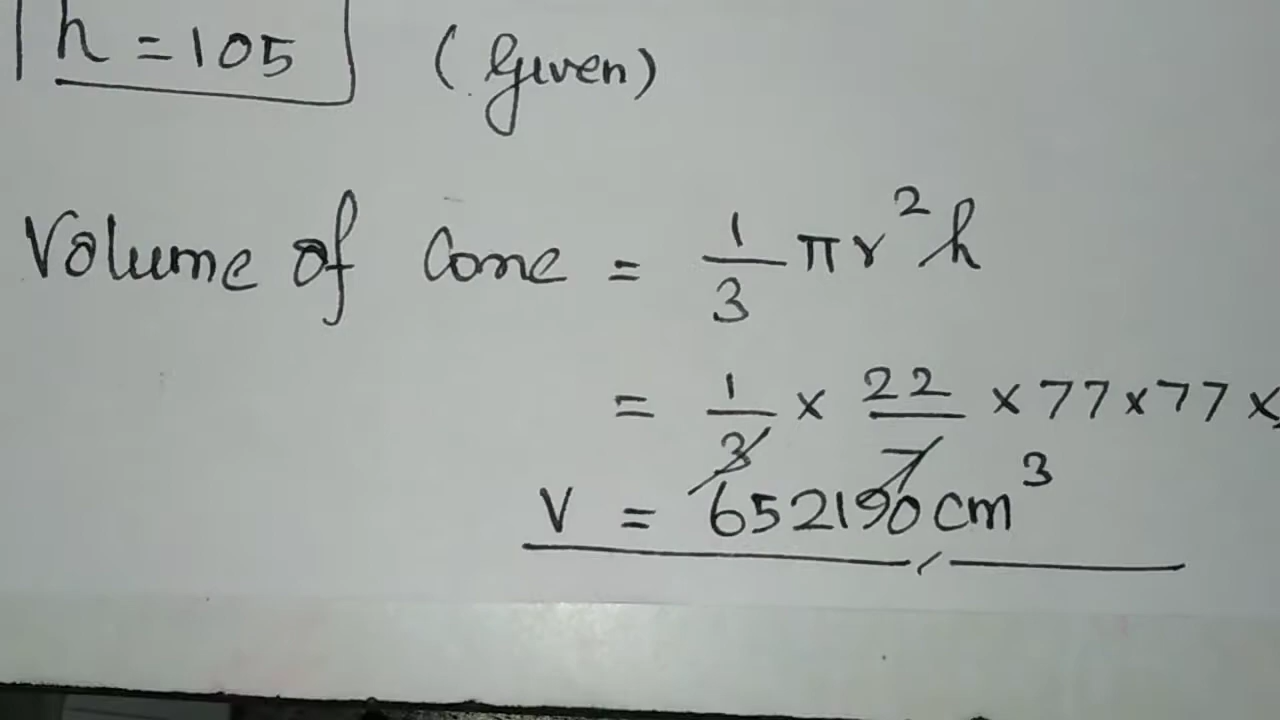 h = 105 (Given)
Volume of Cone = 1/3 πr²h
= 1/3 × 22/7 × 77 × 77 ×
V = 652190 cm³